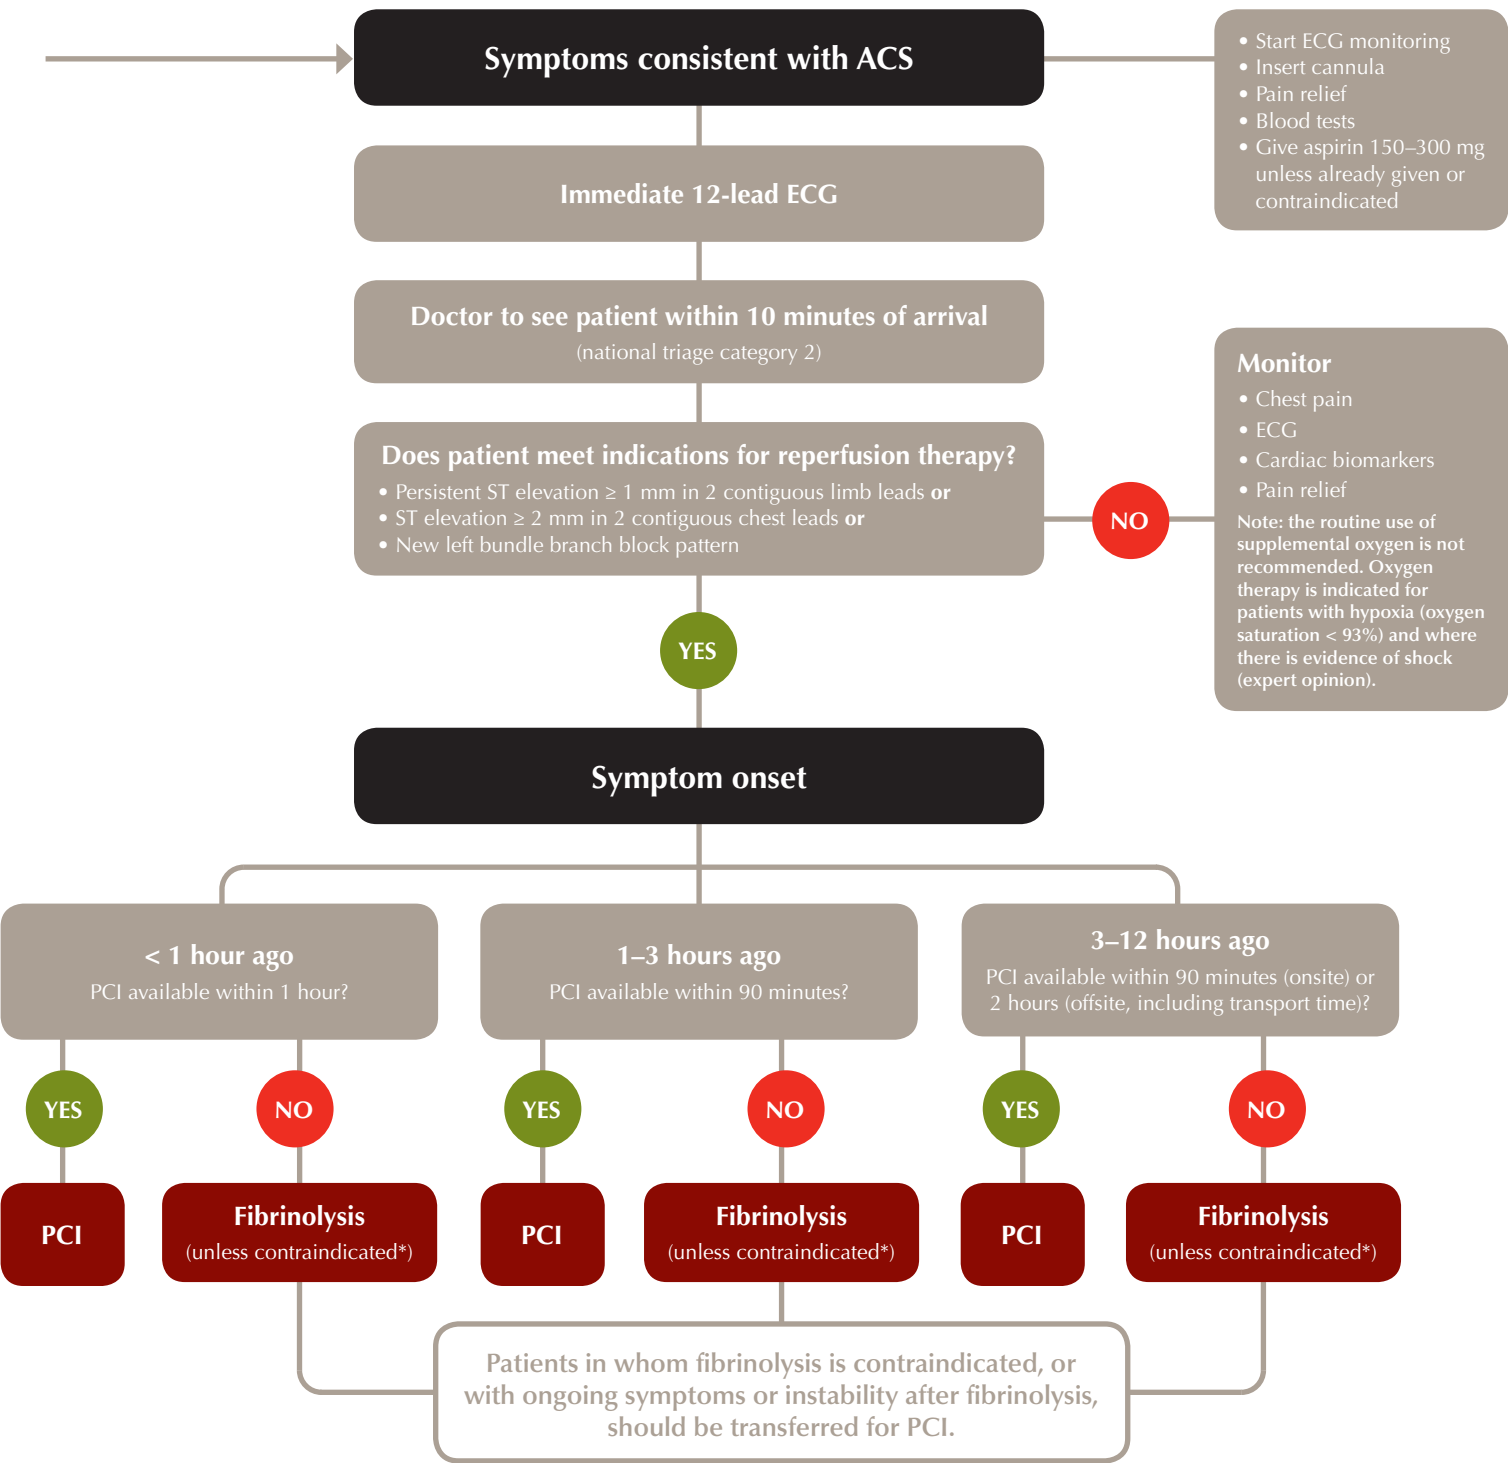 Symptoms consistent with ACS
• Start ECG monitoring
• Insert cannula
• Pain relief
• Blood tests
• Give aspirin 150–300 mg
unless already given or
contraindicated
Immediate 12-lead ECG
Doctor to see patient within 10 minutes of arrival
(national triage category 2)
Does patient meet indications for reperfusion therapy?
• Persistent ST elevation ≥ 1 mm in 2 contiguous limb leads or
• ST elevation ≥ 2 mm in 2 contiguous chest leads or
• New left bundle branch block pattern
NO
Monitor
• Chest pain
• ECG
• Cardiac biomarkers
• Pain relief
Note: the routine use of
supplemental oxygen is not
recommended. Oxygen
therapy is indicated for
patients with hypoxia (oxygen
saturation < 93%) and where
there is evidence of shock
(expert opinion).
YES
Symptom onset
< 1 hour ago
PCI available within 1 hour?
1–3 hours ago
PCI available within 90 minutes?
3–12 hours ago
PCI available within 90 minutes (onsite) or
2 hours (offsite, including transport time)?
YES
NO
YES
NO
YES
NO
PCI
Fibrinolysis
(unless contraindicated*)
PCI
Fibrinolysis
(unless contraindicated*)
PCI
Fibrinolysis
(unless contraindicated*)
Patients in whom fibrinolysis is contraindicated, or
with ongoing symptoms or instability after fibrinolysis,
should be transferred for PCI.